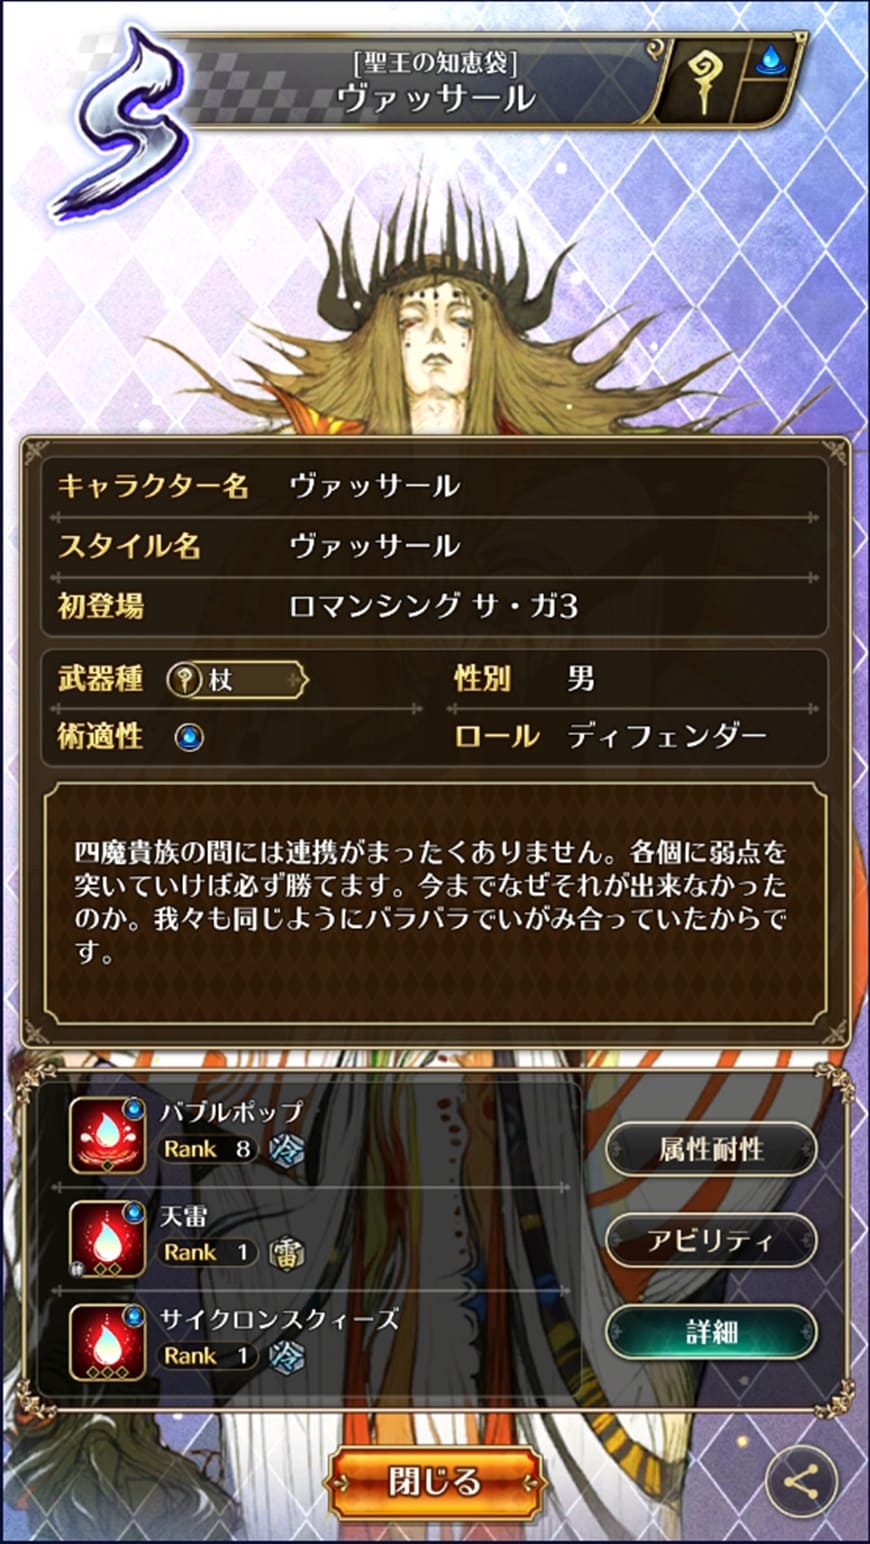 S
[聖王の知恵袋]
ヴァッサール
キャラクター名 ヴァッサール
スタイル名 ヴァッサール
初登場 ロマンシング サ・ガ3
武器種 杖 性別 男
術適性 ロール ディフェンダー
四魔貴族の間には連携がまったくありません。各個に弱点を
突いていけば必ず勝てます。今までなぜそれが出来なかった
のか。我々も同じようにバラバラでいがみ合っていたからで
す。
バブルポップ
Rank 8 冷
属性耐性
天雷
Rank 1 雷
アビリティ
サイクロンスクィーズ
Rank 1 冷
詳細
閉じる